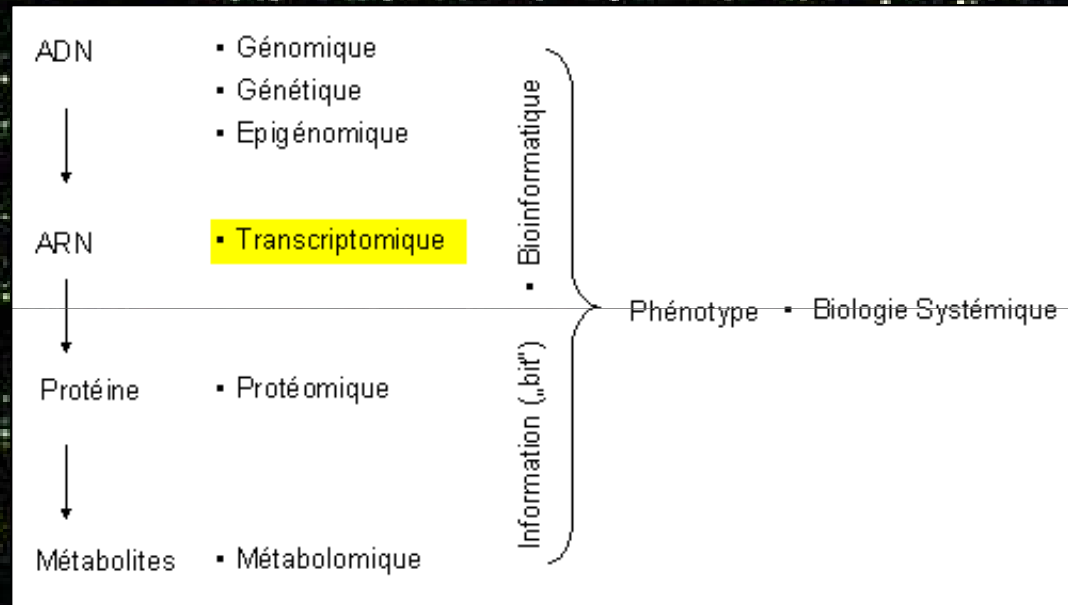 ADN
▪ Génomique
▪ Génétique
▪ Epigénomique
ARN
▪ Transcriptomique
Protéine
▪ Protéomique
Métabolites
▪ Métabolomique
Information („bit")
▪ Bioinformatique
Phénotype ▪ Biologie Systémique